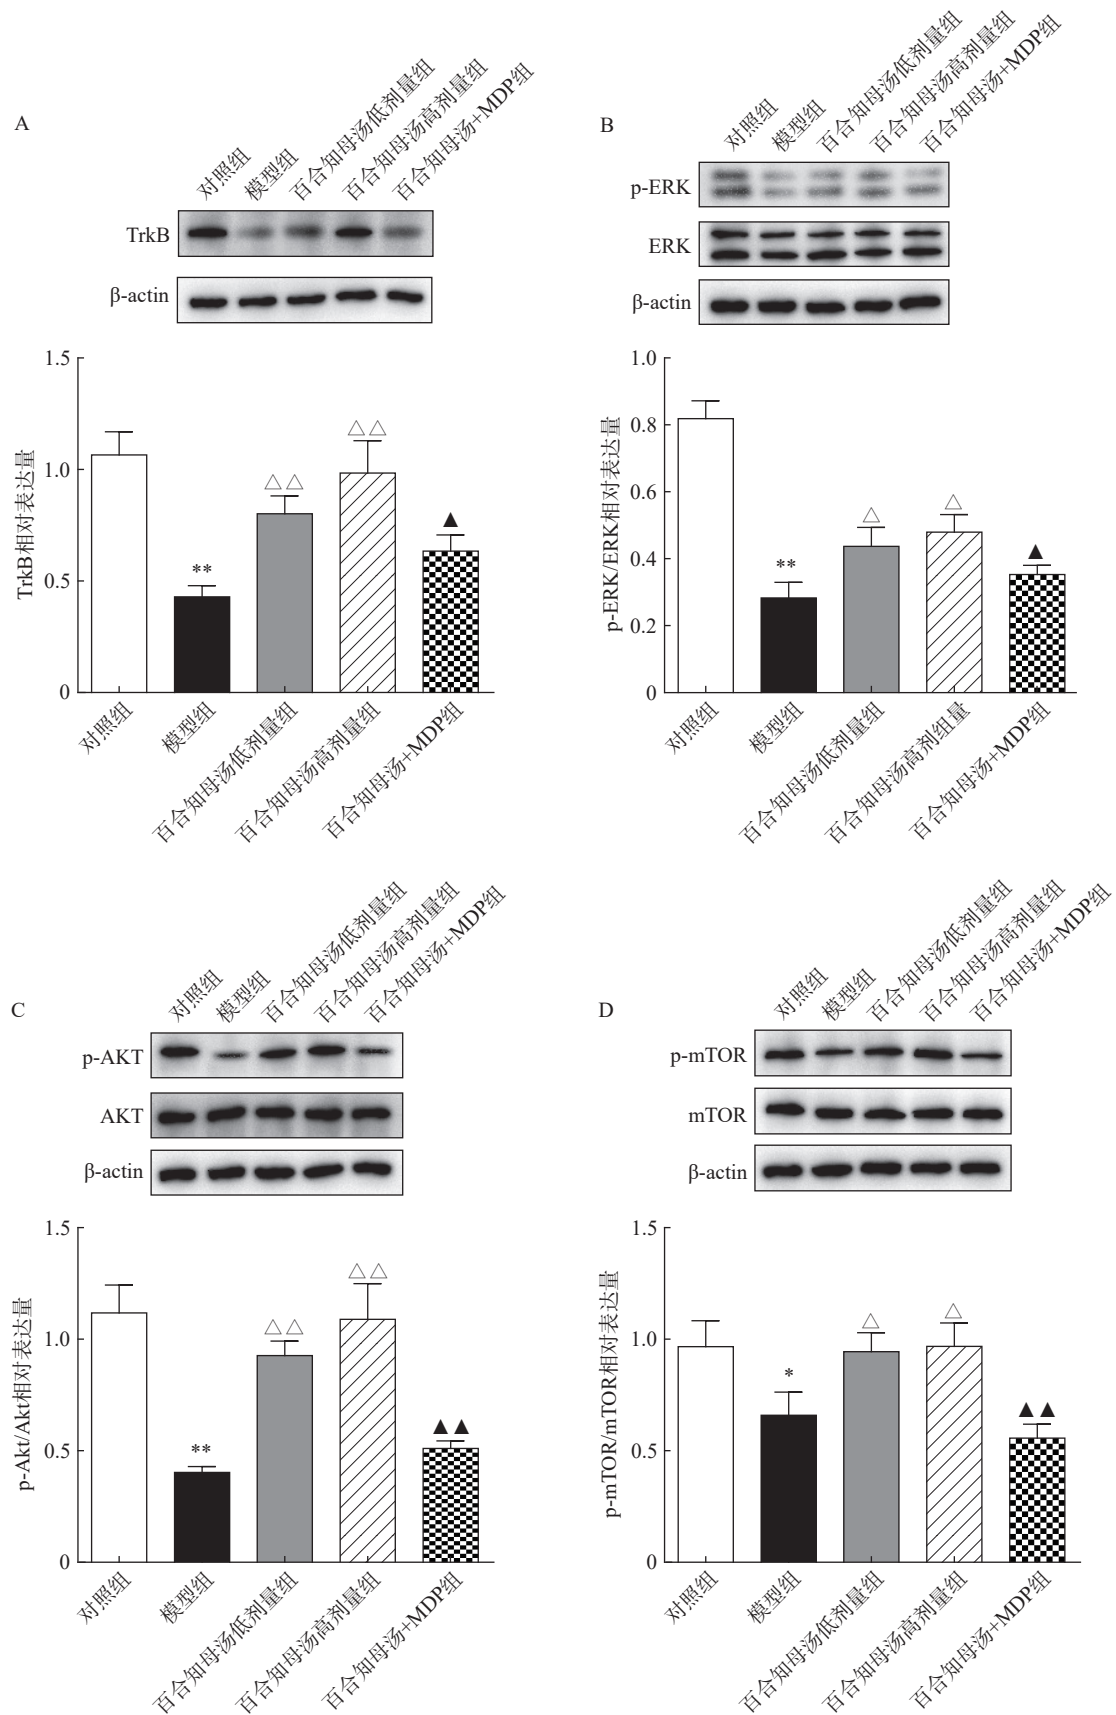 A
对照组
模型组
百合知母汤低剂量组
百合知母汤高剂量组
百合知母汤+MDP组
TrkB
β-actin
1.5
1.0
0.5
0
TrkB相对表达量
△△
△△
▲
**
对照组
模型组
百合知母汤低剂量组
百合知母汤高剂量组
百合知母汤+MDP组
B
对照组
模型组
百合知母汤低剂量组
百合知母汤高剂量组
百合知母汤+MDP组
p-ERK
ERK
β-actin
1.0
0.8
0.6
0.4
0.2
0
p-ERK/ERK相对表达量
△
△
▲
**
对照组
模型组
百合知母汤低剂量组
百合知母汤高剂组量
百合知母汤+MDP组
C
对照组
模型组
百合知母汤低剂量组
百合知母汤高剂量组
百合知母汤+MDP组
p-AKT
AKT
β-actin
1.5
1.0
0.5
0
p-Akt/Akt相对表达量
△△
△△
▲▲
**
对照组
模型组
百合知母汤低剂量组
百合知母汤高剂量组
百合知母汤+MDP组
D
对照组
模型组
百合知母汤低剂量组
百合知母汤高剂量组
百合知母汤+MDP组
p-mTOR
mTOR
β-actin
1.5
1.0
0.5
0
p-mTOR/mTOR相对表达量
△
△
*
▲▲
对照组
模型组
百合知母汤低剂量组
百合知母汤高剂量组
百合知母汤+MDP组